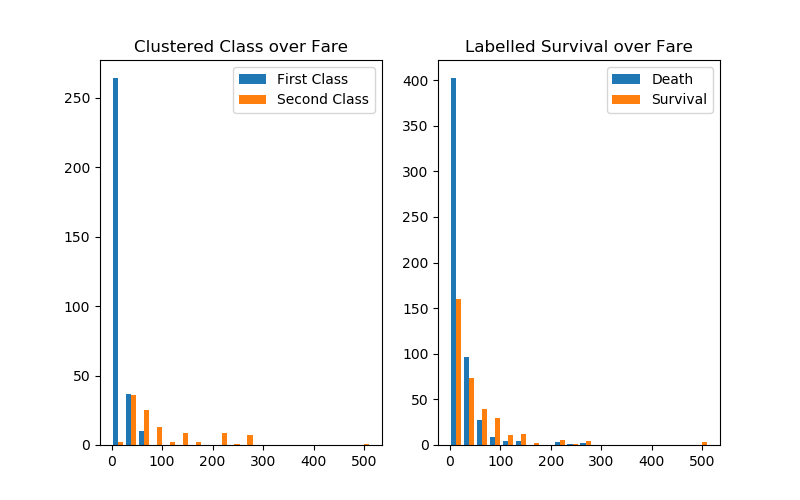 Clustered Class over Fare
First Class
Second Class
250
200
150
100
50
0
0 100 200 300 400 500
Labelled Survival over Fare
Death
Survival
400
350
300
250
200
150
100
50
0
0 100 200 300 400 500